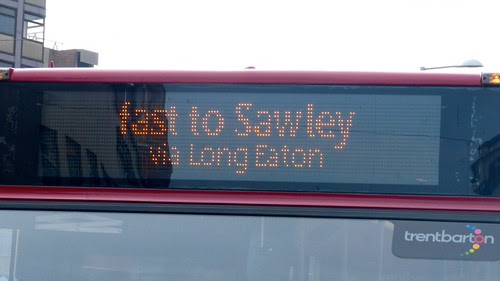 fast to Sawley
via Long Eaton
trentbarton